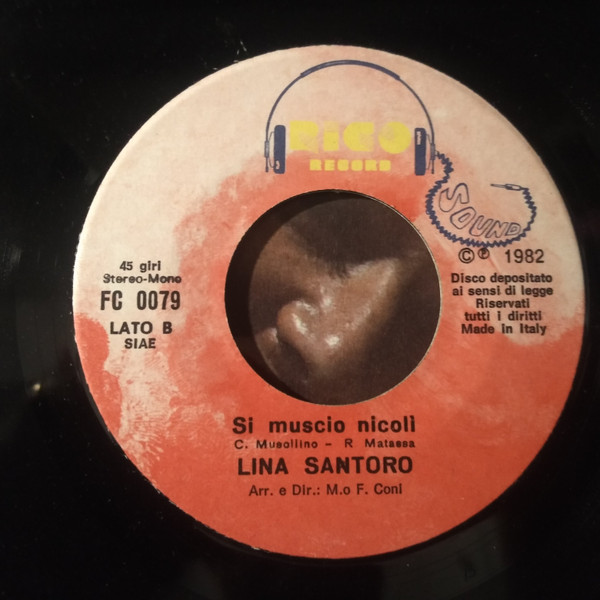 RICO
RECORD
SOUND
© ℗ 1982
45 giri
Stereo-Mono
FC 0079
LATO B
SIAE
Disco depositato
ai sensi di legge
Riservati
tutti i diritti
Made in Italy
Si muscio nicolì
C. Musollino - R. Matassa
LINA SANTORO
Arr. e Dir.: M.o F. Coni